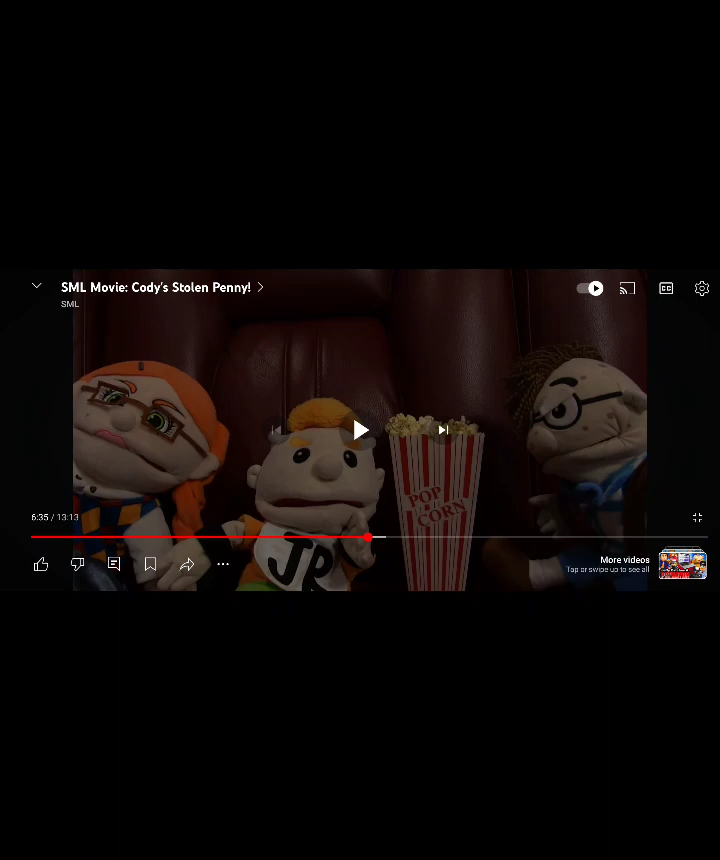 SML Movie: Cody's Stolen Penny!
SML
CC
POP
CORN
JR
6:35 / 13:13
More videos
Tap or swipe up to see all